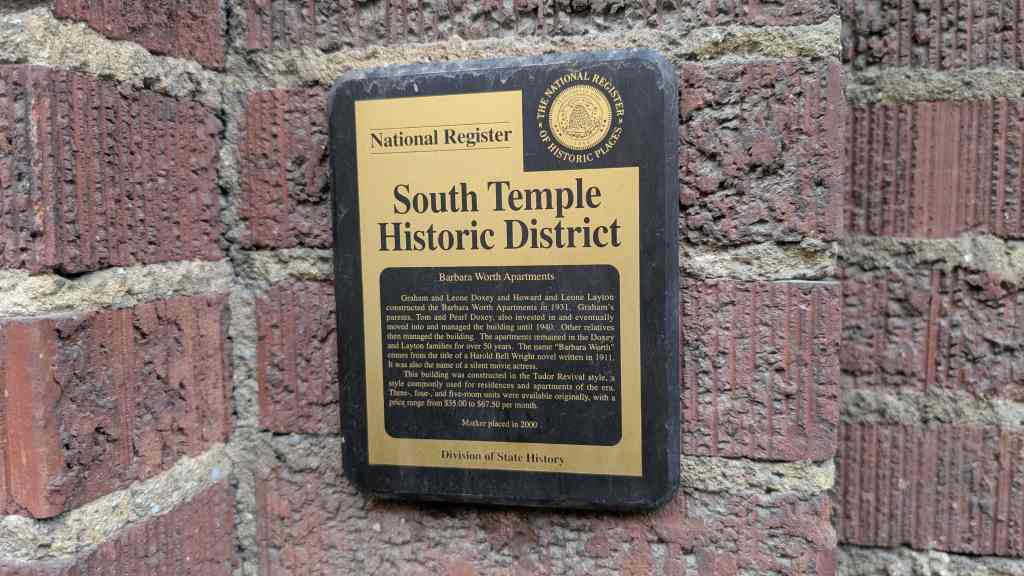 National Register
THE NATIONAL REGISTER
OF HISTORIC PLACES
South Temple
Historic District
Barbara Worth Apartments
Graham and Leone Doxey and Howard and Leone Layton
constructed the Barbara Worth Apartments in 1931. Graham's
parents, Tom and Pearl Doxey, also invested in and eventually
moved into and managed the building until 1940. Other relatives
then managed the building. The apartments remained in the Doxey
and Layton families for over 50 years. The name "Barbara Worth"
comes from the title of a Harold Bell Wright novel written in 1911.
It was also the name of a silent movie actress.
This building was constructed in the Tudor Revival style, a
style commonly used for residences and apartments of the era.
Three-, four-, and five-room units were available originally, with a
price range from $35.00 to $67.50 per month.
Marker placed in 2000
Division of State History